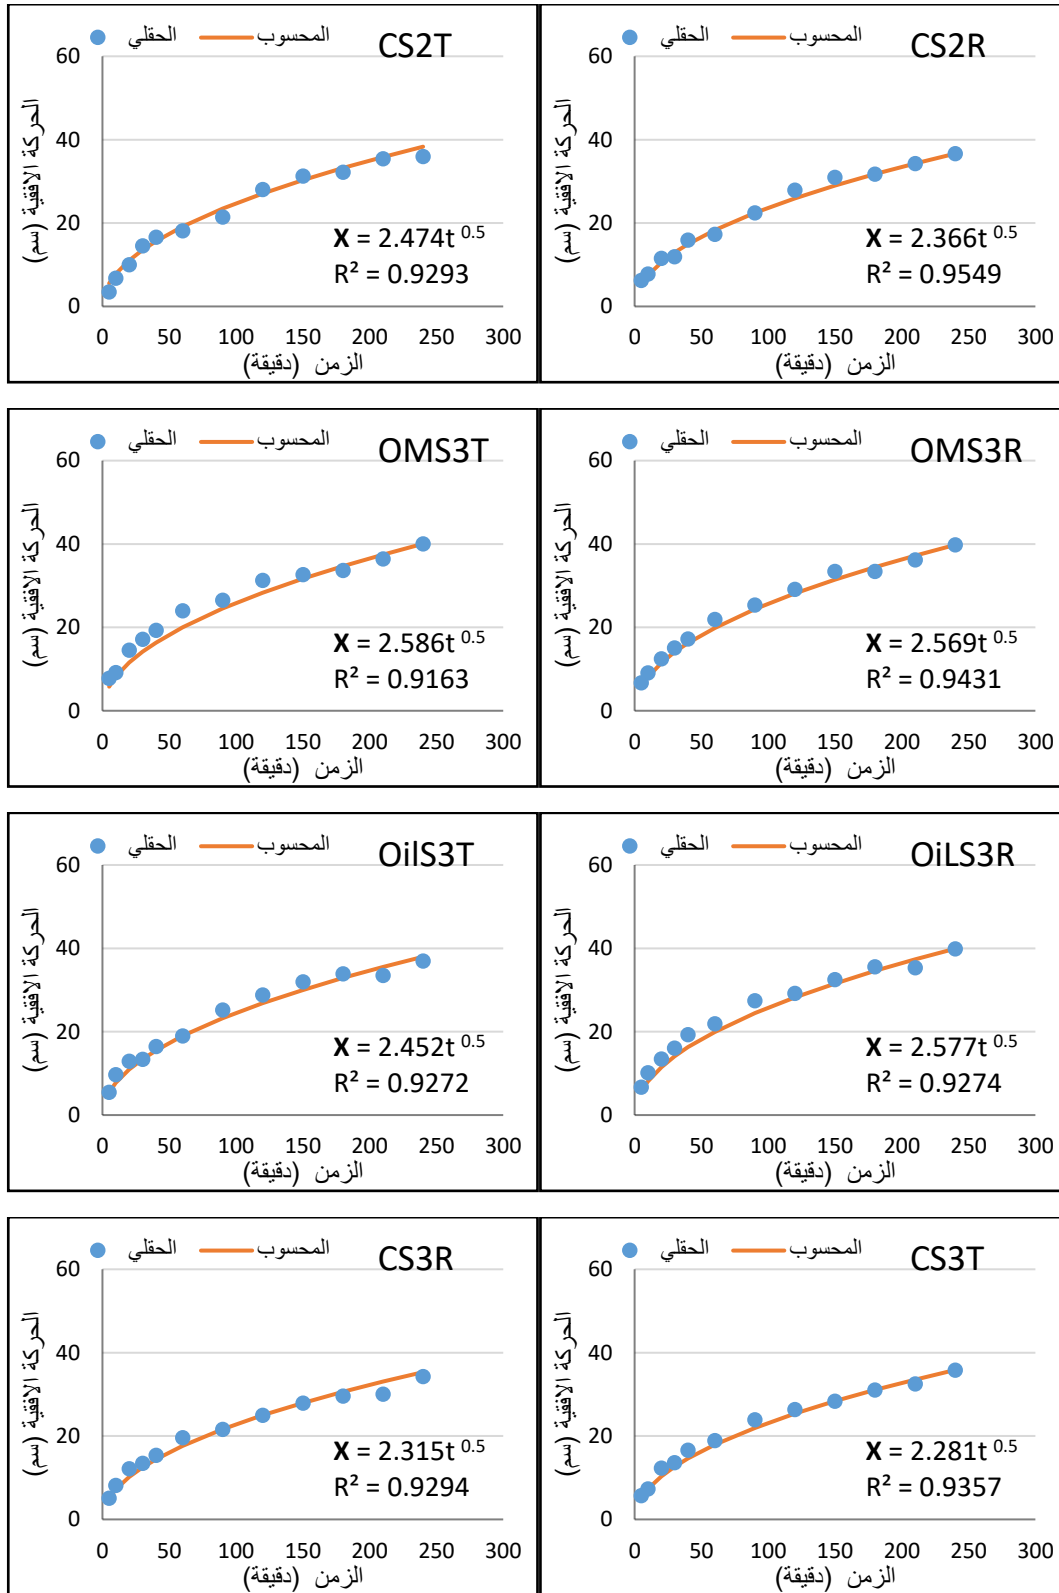 الحقلي المحسوب CS2T
60
40
20
0
0 50 100 150 200 250 300
الحركة الافقية (سم)
الزمن (دقيقة)
X = 2.474t 0.5
R² = 0.9293
الحقلي المحسوب CS2R
60
40
20
0
0 50 100 150 200 250 300
الحركة الافقية (سم)
الزمن (دقيقة)
X = 2.366t 0.5
R² = 0.9549
الحقلي المحسوب OMS3T
60
40
20
0
0 50 100 150 200 250 300
الحركة الافقية (سم)
الزمن (دقيقة)
X = 2.586t 0.5
R² = 0.9163
الحقلي المحسوب OMS3R
60
40
20
0
0 50 100 150 200 250 300
الحركة الافقية (سم)
الزمن (دقيقة)
X = 2.569t 0.5
R² = 0.9431
الحقلي المحسوب OilS3T
60
40
20
0
0 50 100 150 200 250 300
الحركة الافقية (سم)
الزمن (دقيقة)
X = 2.452t 0.5
R² = 0.9272
الحقلي المحسوب OiLS3R
60
40
20
0
0 50 100 150 200 250 300
الحركة الافقية (سم)
الزمن (دقيقة)
X = 2.577t 0.5
R² = 0.9274
الحقلي المحسوب CS3R
60
40
20
0
0 50 100 150 200 250 300
الحركة الافقية (سم)
الزمن (دقيقة)
X = 2.315t 0.5
R² = 0.9294
الحقلي المحسوب CS3T
60
40
20
0
0 50 100 150 200 250 300
الحركة الافقية (سم)
الزمن (دقيقة)
X = 2.281t 0.5
R² = 0.9357